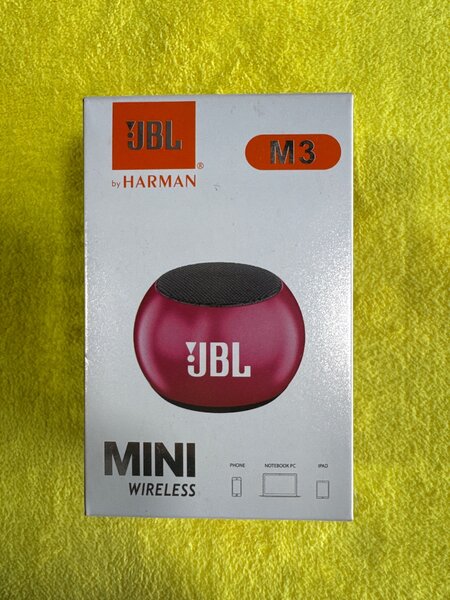 JBL
M3
®
by HARMAN
JBL
MINI
WIRELESS
PHONE NOTEBOOK PC IPAD